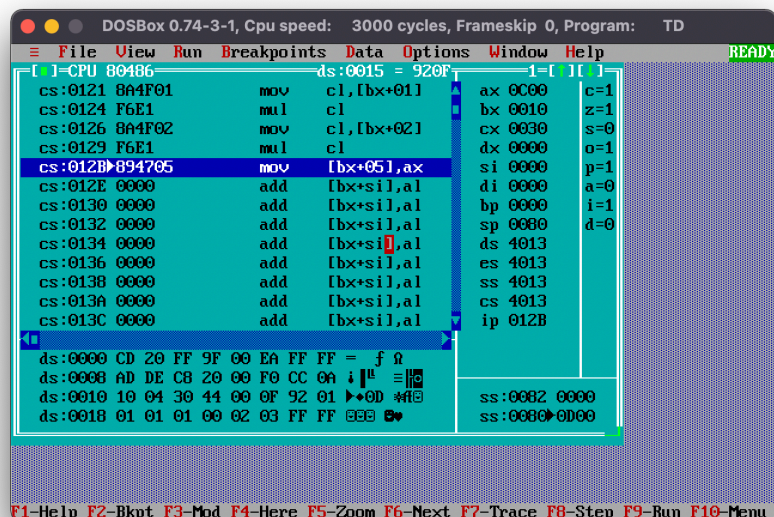 DOSBox 0.74-3-1, Cpu speed: 3000 cycles, Frameskip 0, Program: TD
≡ File View Run Breakpoints Data Options Window Help READY
[■]=CPU 80486 ds:0015 = 920F 1=[↑][↓]
cs:0121 8A4F01 mov cl,[bx+01] ax 0C00 c=1
cs:0124 F6E1 mul cl bx 0010 z=1
cs:0126 8A4F02 mov cl,[bx+02] cx 0030 s=0
cs:0129 F6E1 mul cl dx 0000 o=1
cs:012B►894705 mov [bx+05],ax si 0000 p=1
cs:012E 0000 add [bx+si],al di 0000 a=0
cs:0130 0000 add [bx+si],al bp 0000 i=1
cs:0132 0000 add [bx+si],al sp 0080 d=0
cs:0134 0000 add [bx+si],al ds 4013
cs:0136 0000 add [bx+si],al es 4013
cs:0138 0000 add [bx+si],al ss 4013
cs:013A 0000 add [bx+si],al cs 4013
cs:013C 0000 add [bx+si],al ip 012B
ds:0000 CD 20 FF 9F 00 EA FF FF = ƒ Ω
ds:0008 AD DE C8 20 00 F0 CC 0A
ds:0010 10 04 30 44 00 0F 92 01 ►♦0D ☼Æ☺ ss:0082 0000
ds:0018 01 01 01 00 02 03 FF FF ☺☺☺ ☻♥ ss:0080►0D00
F1-Help F2-Bkpt F3-Mod F4-Here F5-Zoom F6-Next F7-Trace F8-Step F9-Run F10-Menu